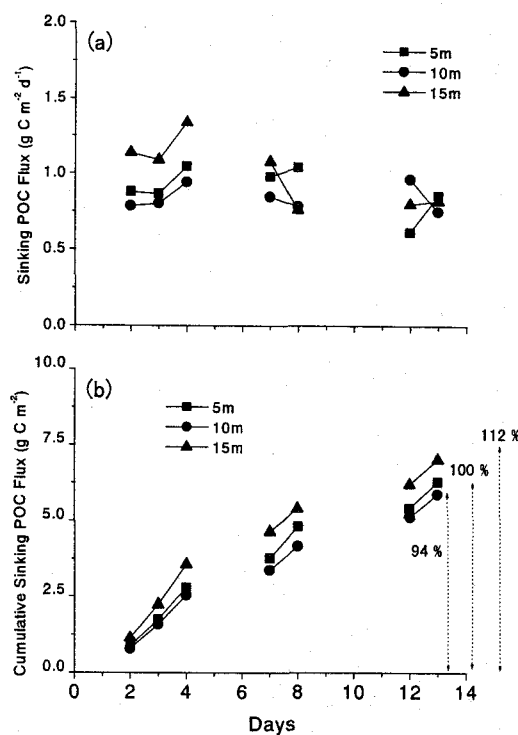 (a)
Sinking POC Flux (g C m⁻² d⁻¹)
2.0
1.5
1.0
0.5
0.0
5m
10m
15m
(b)
Cumulative Sinking POC Flux (g C m⁻²)
10.0
7.5
5.0
2.5
0.0
5m
10m
15m
112 %
100 %
94 %
0 2 4 6 8 10 12 14
Days